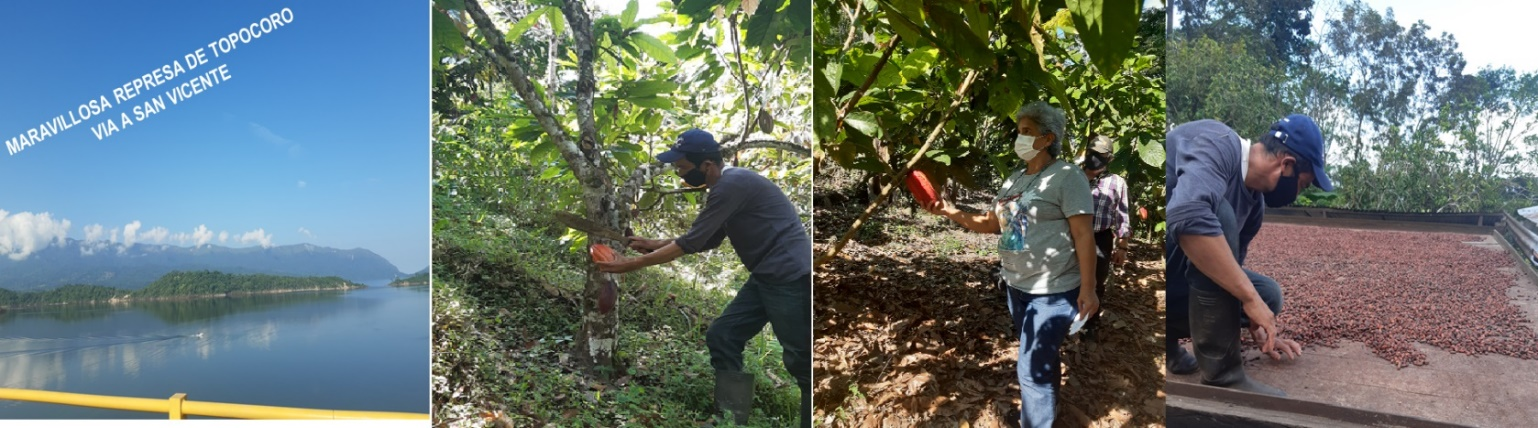 MARAVILLOSA REPRESA DE TOPOCORO
VIA A SAN VICENTE